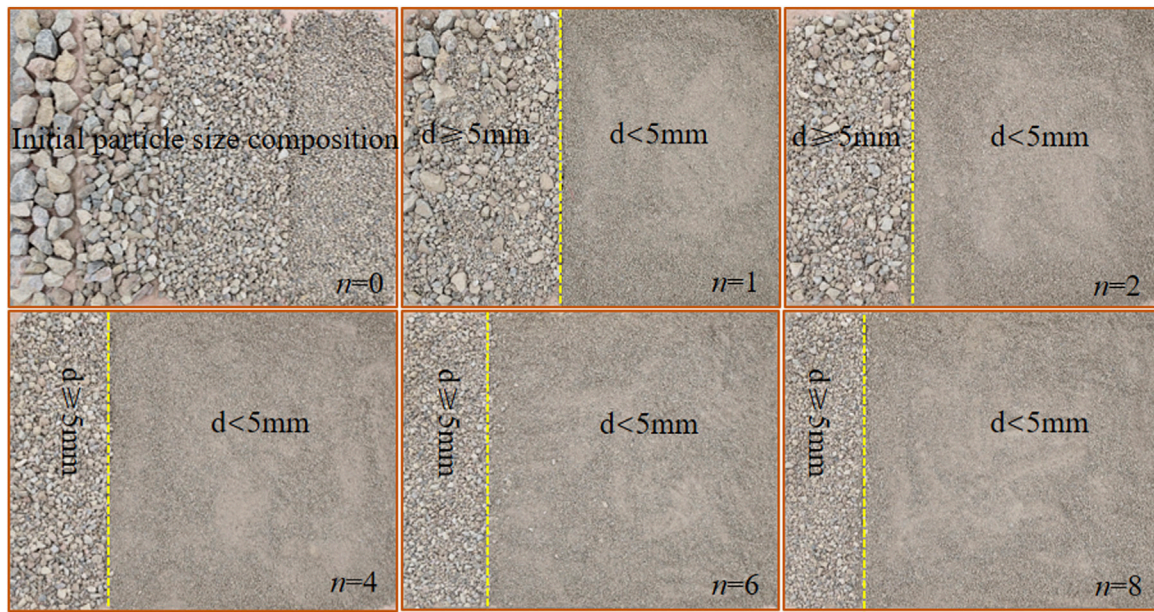 Initial particle size composition
n=0
d⩾5mm
d<5mm
n=1
d⩾5mm
d<5mm
n=2
d⩾5mm
d<5mm
n=4
d⩾5mm
d<5mm
n=6
d⩾5mm
d<5mm
n=8